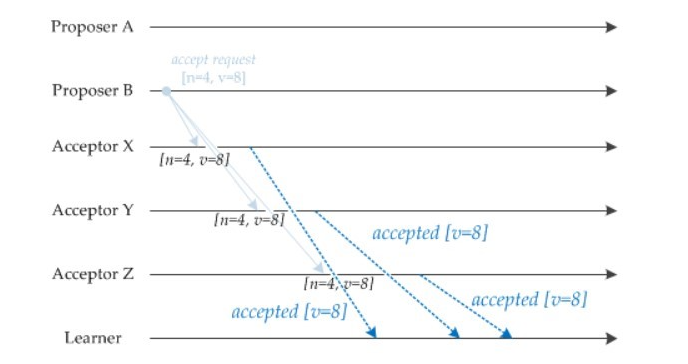 Proposer A
accept request
[n=4, v=8]
Proposer B
Acceptor X
[n=4, v=8]
Acceptor Y
[n=4, v=8]
accepted [v=8]
Acceptor Z
[n=4, v=8]
accepted [v=8]
accepted [v=8]
Learner